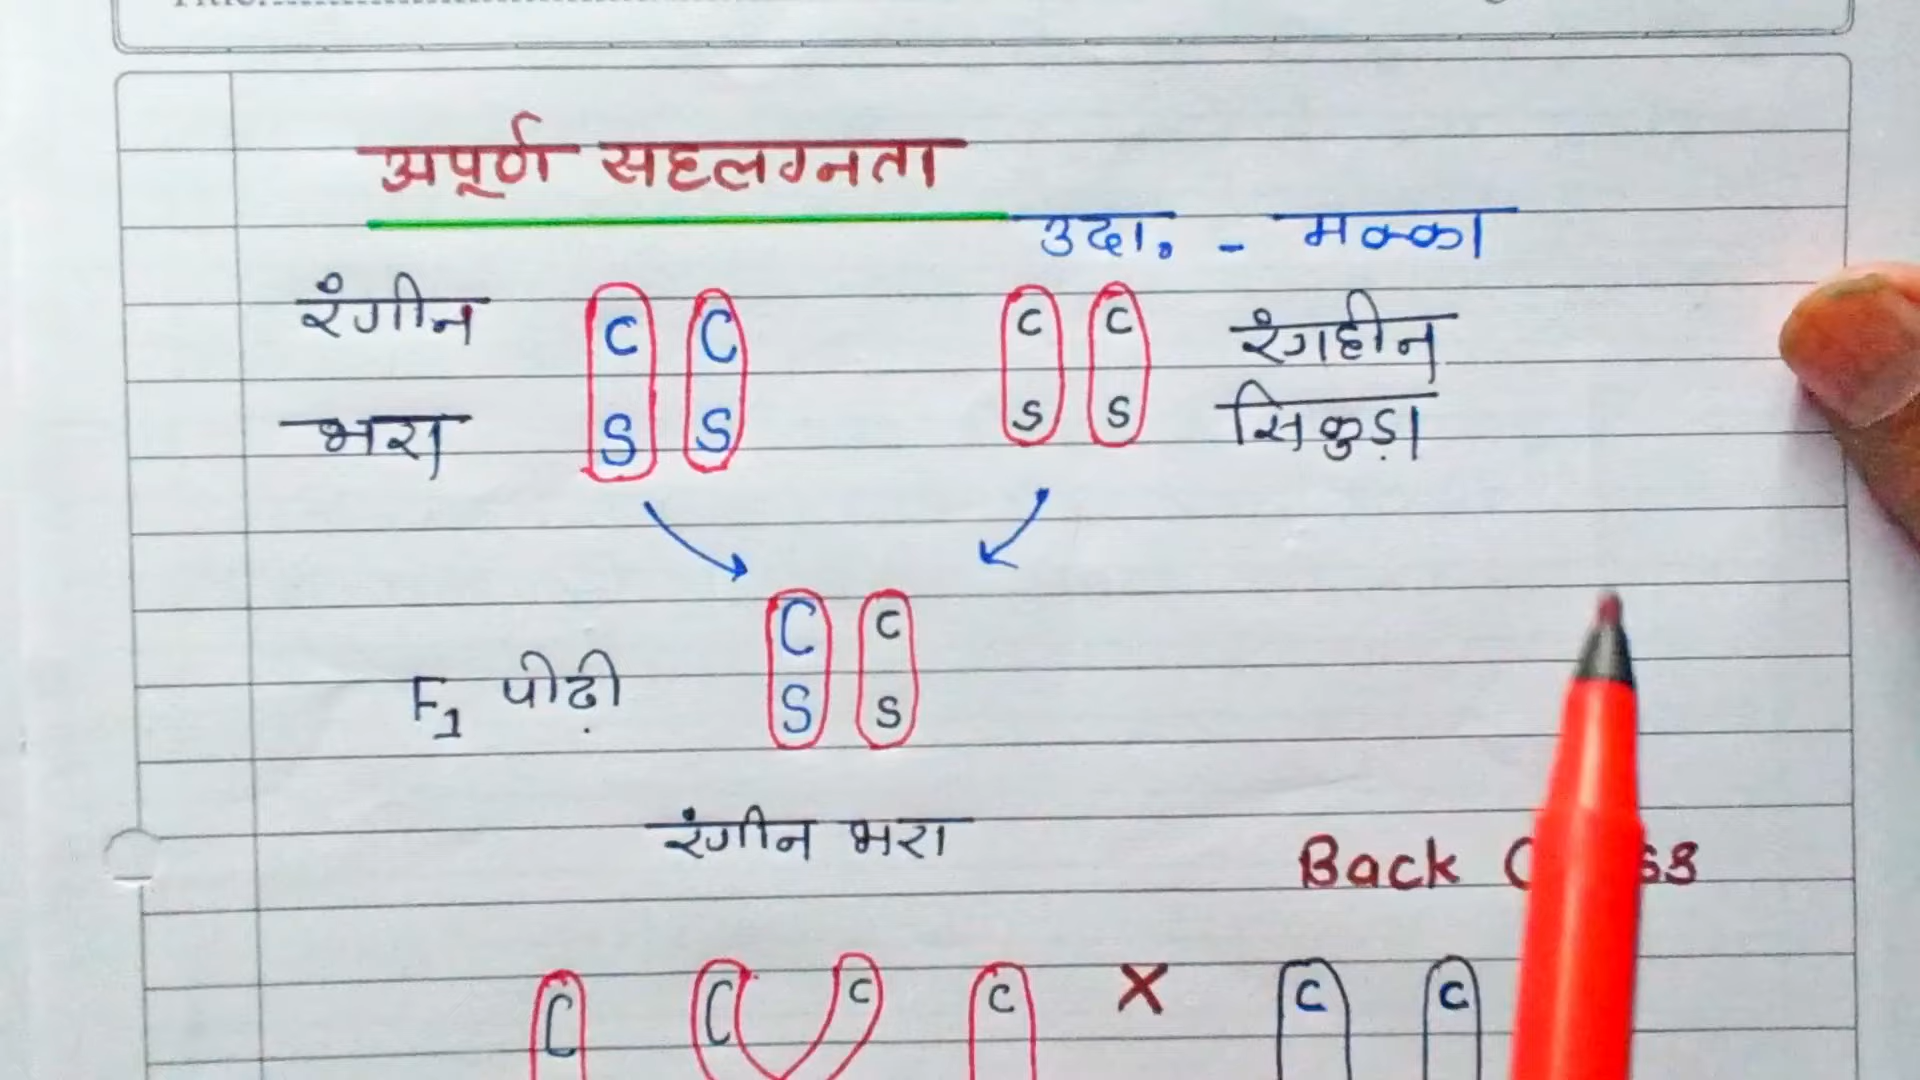 अपूर्ण सहलग्नता
उदा. - मक्का
रंगीन C C c c रंगहीन
भरा S S s s सिकुड़ा
C c
F1 पीढ़ी S s
रंगीन भरा
Back
C C c c X c c